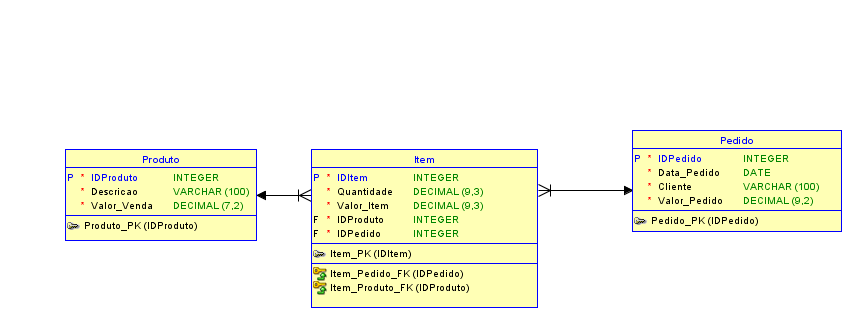 Produto
P * IDProduto INTEGER
* Descricao VARCHAR (100)
* Valor_Venda DECIMAL (7,2)
Produto_PK (IDProduto)
Item
P * IDItem INTEGER
* Quantidade DECIMAL (9,3)
* Valor_Item DECIMAL (9,3)
F * IDProduto INTEGER
F * IDPedido INTEGER
Item_PK (IDItem)
Item_Pedido_FK (IDPedido)
Item_Produto_FK (IDProduto)
Pedido
P * IDPedido INTEGER
* Data_Pedido DATE
* Cliente VARCHAR (100)
* Valor_Pedido DECIMAL (9,2)
Pedido_PK (IDPedido)